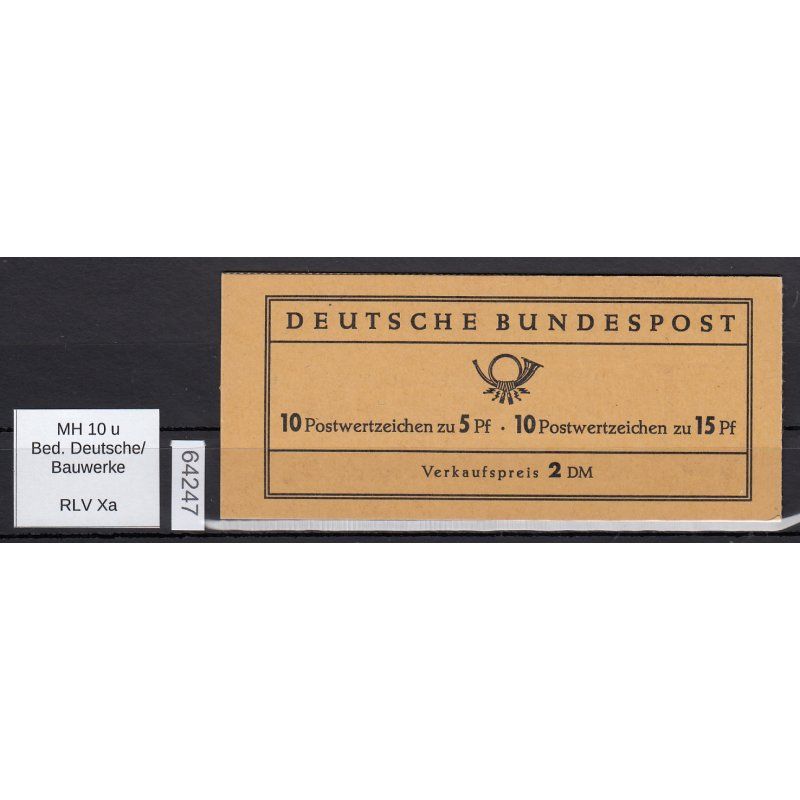 DEUTSCHE BUNDESPOST
10 Postwertzeichen zu 5 Pf · 10 Postwertzeichen zu 15 Pf
Verkaufspreis 2 DM
MH 10 u
Bed. Deutsche/
Bauwerke
RLV Xa
64247